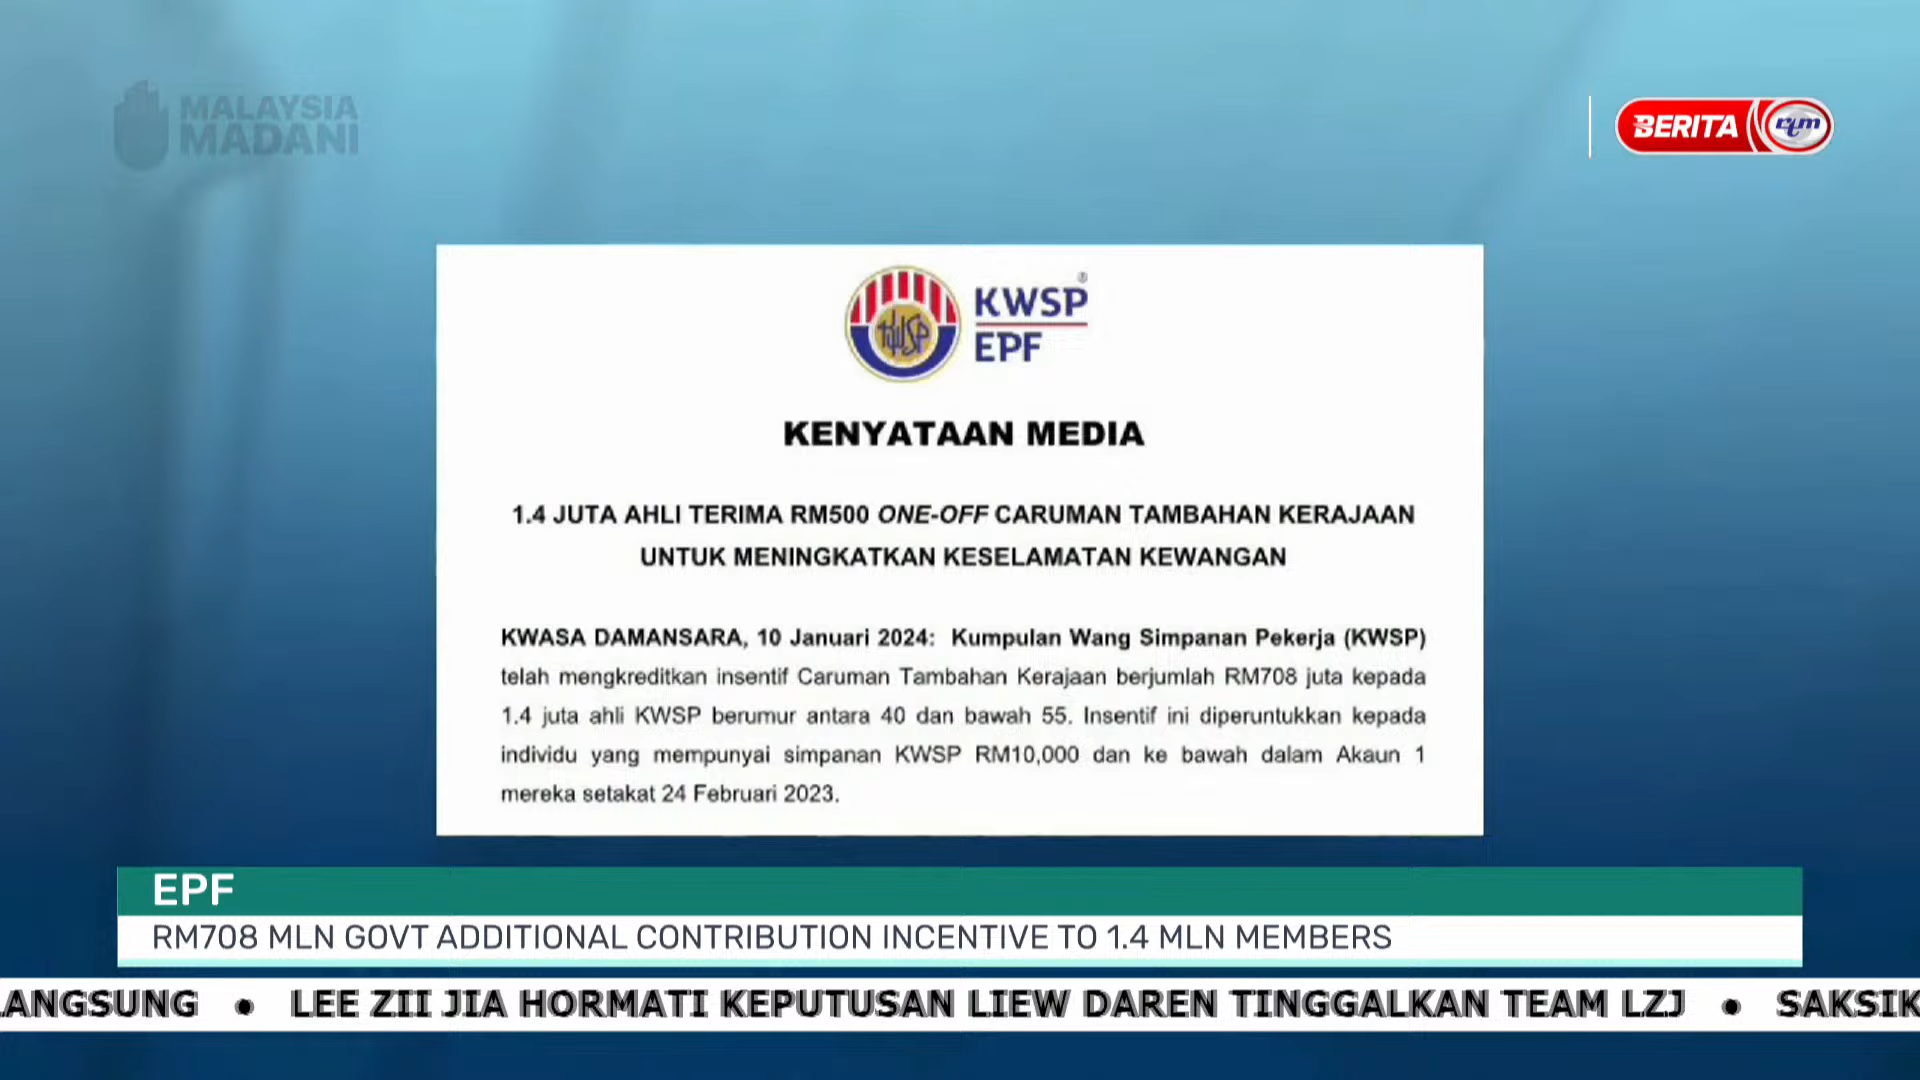 MALAYSIA
MADANI
BERITA rtm
KWSP
KWSP®
EPF
KENYATAAN MEDIA
1.4 JUTA AHLI TERIMA RM500 ONE-OFF CARUMAN TAMBAHAN KERAJAAN
UNTUK MENINGKATKAN KESELAMATAN KEWANGAN
KWASA DAMANSARA, 10 Januari 2024: Kumpulan Wang Simpanan Pekerja (KWSP)
telah mengkreditkan insentif Caruman Tambahan Kerajaan berjumlah RM708 juta kepada
1.4 juta ahli KWSP berumur antara 40 dan bawah 55. Insentif ini diperuntukkan kepada
individu yang mempunyai simpanan KWSP RM10,000 dan ke bawah dalam Akaun 1
mereka setakat 24 Februari 2023.
EPF
RM708 MLN GOVT ADDITIONAL CONTRIBUTION INCENTIVE TO 1.4 MLN MEMBERS
LANGSUNG • LEE ZII JIA HORMATI KEPUTUSAN LIEW DAREN TINGGALKAN TEAM LZJ • SAKSIK